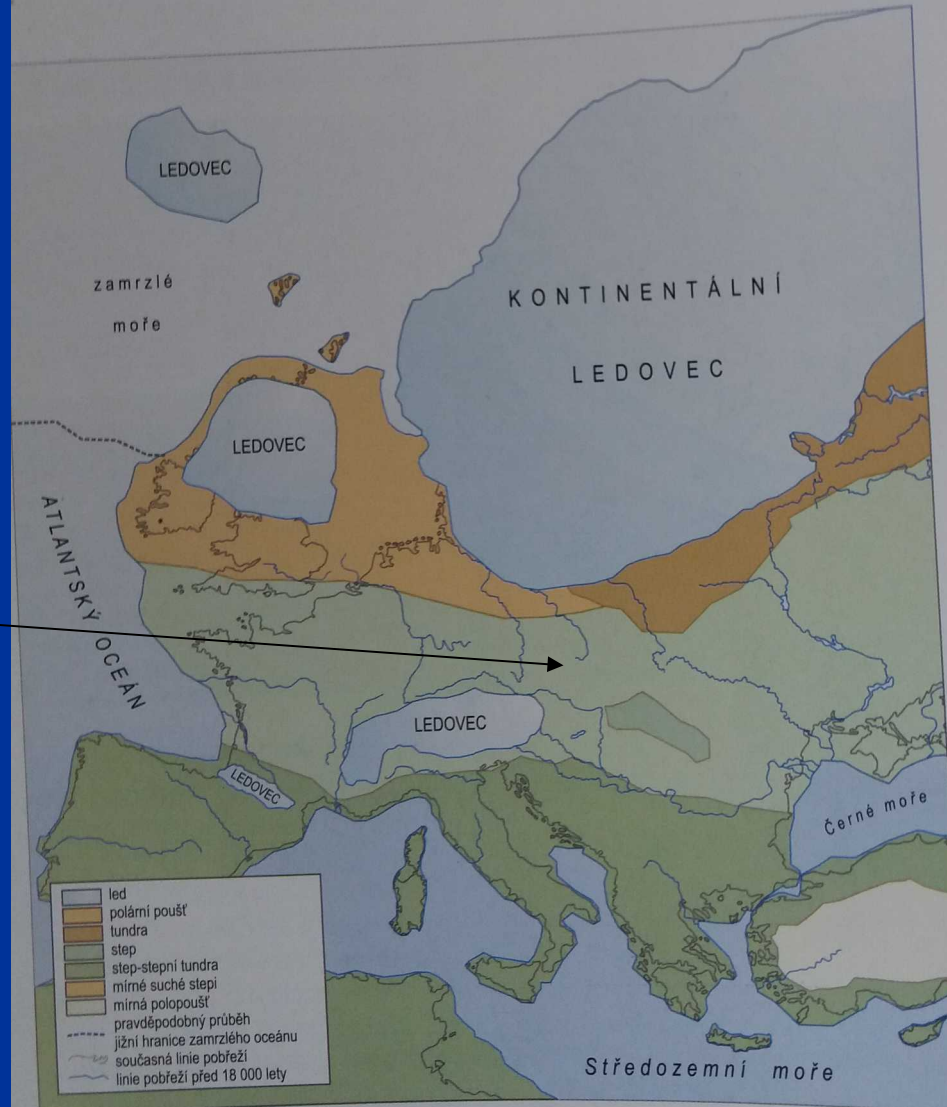 LEDOVEC
zamrzlé
moře
KONTINENTÁLNÍ
LEDOVEC
LEDOVEC
ATLANTSKÝ OCEÁN
LEDOVEC
LEDOVEC
Černé moře
led
polární poušť
tundra
step
step-stepni tundra
mírné suché stepi
mírná polopoušť
pravděpodobný průběh
jižní hranice zamrzlého oceánu
současná linie pobřeží
linie pobřeží před 18 000 lety
Středozemní moře